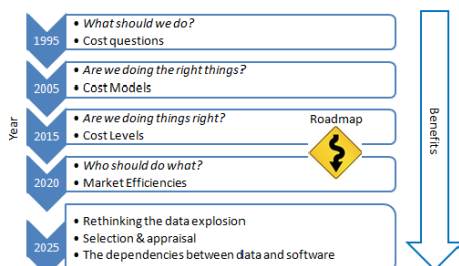 1995
• What should we do?
• Cost questions
2005
• Are we doing the right things?
• Cost Models
2015
• Are we doing things right?
• Cost Levels
2020
• Who should do what?
• Market Efficiencies
2025
• Rethinking the data explosion
• Selection & appraisal
• The dependencies between data and software
Year
Roadmap
Benefits